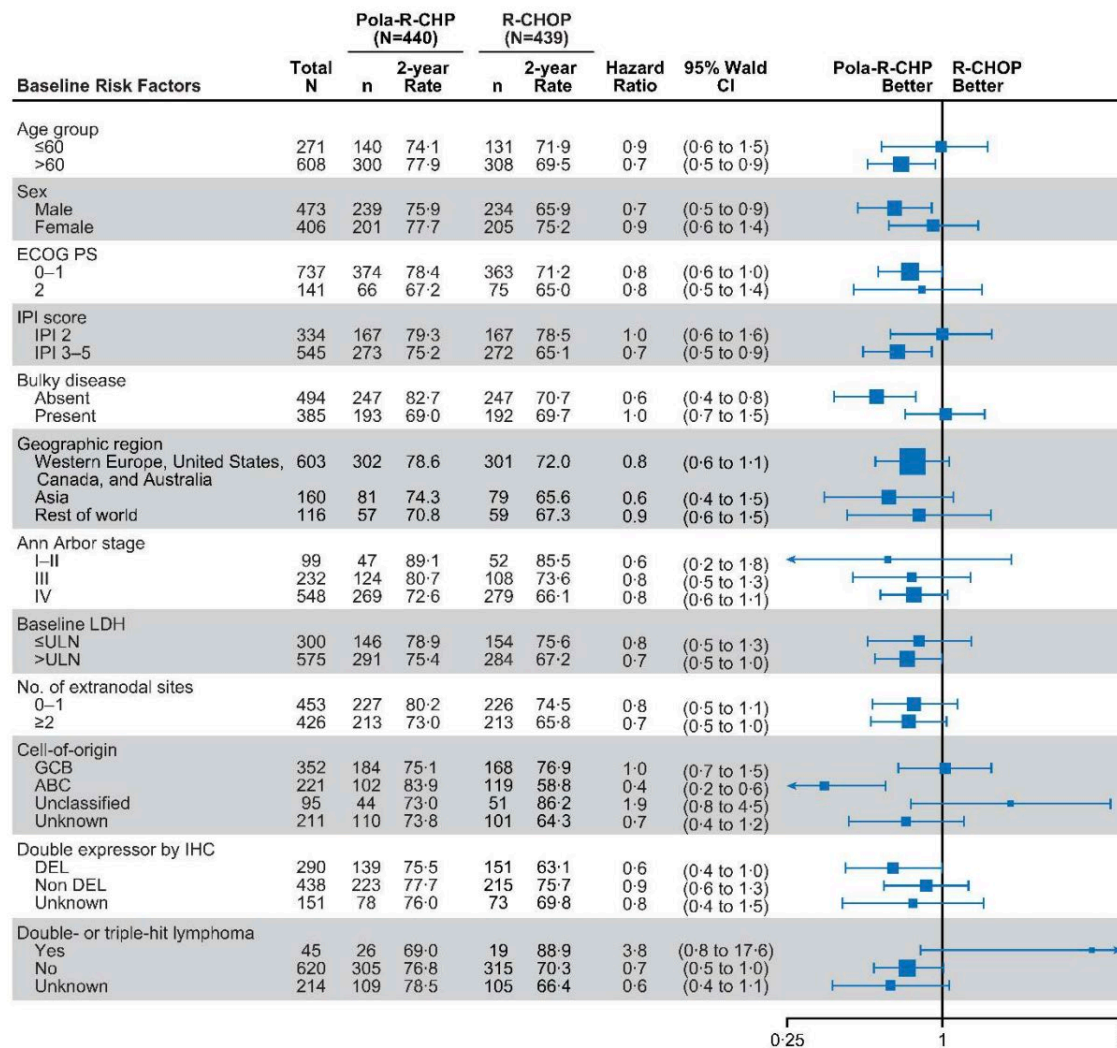 Pola-R-CHP R-CHOP
(N=440) (N=439)
Total 2-year 2-year Hazard 95% Wald Pola-R-CHP R-CHOP
Baseline Risk Factors N n Rate n Rate Ratio CI Better Better
Age group
≤60 271 140 74·1 131 71·9 0·9 (0·6 to 1·5)
>60 608 300 77·9 308 69·5 0·7 (0·5 to 0·9)
Sex
Male 473 239 75·9 234 65·9 0·7 (0·5 to 0·9)
Female 406 201 77·7 205 75·2 0·9 (0·6 to 1·4)
ECOG PS
0–1 737 374 78·4 363 71·2 0·8 (0·6 to 1·0)
2 141 66 67·2 75 65·0 0·8 (0·5 to 1·4)
IPI score
IPI 2 334 167 79·3 167 78·5 1·0 (0·6 to 1·6)
IPI 3–5 545 273 75·2 272 65·1 0·7 (0·5 to 0·9)
Bulky disease
Absent 494 247 82·7 247 70·7 0·6 (0·4 to 0·8)
Present 385 193 69·0 192 69·7 1·0 (0·7 to 1·5)
Geographic region
Western Europe, United States, 603 302 78·6 301 72·0 0·8 (0·6 to 1·1)
Canada, and Australia
Asia 160 81 74·3 79 65·6 0·6 (0·4 to 1·5)
Rest of world 116 57 70·8 59 67·3 0·9 (0·6 to 1·5)
Ann Arbor stage
I–II 99 47 89·1 52 85·5 0·6 (0·2 to 1·8)
III 232 124 80·7 108 73·6 0·8 (0·5 to 1·3)
IV 548 269 72·6 279 66·1 0·8 (0·6 to 1·1)
Baseline LDH
≤ULN 300 146 78·9 154 75·6 0·8 (0·5 to 1·3)
>ULN 575 291 75·4 284 67·2 0·7 (0·5 to 1·0)
No. of extranodal sites
0–1 453 227 80·2 226 74·5 0·8 (0·5 to 1·1)
≥2 426 213 73·0 213 65·8 0·7 (0·5 to 1·0)
Cell-of-origin
GCB 352 184 75·1 168 76·9 1·0 (0·7 to 1·5)
ABC 221 102 83·9 119 58·8 0·4 (0·2 to 0·6)
Unclassified 95 44 73·0 51 86·2 1·9 (0·8 to 4·5)
Unknown 211 110 73·8 101 64·3 0·7 (0·4 to 1·2)
Double expressor by IHC
DEL 290 139 75·5 151 63·1 0·6 (0·4 to 1·0)
Non DEL 438 223 77·7 215 75·7 0·9 (0·6 to 1·3)
Unknown 151 78 76·0 73 69·8 0·8 (0·4 to 1·5)
Double- or triple-hit lymphoma
Yes 45 26 69·0 19 88·9 3·8 (0·8 to 17·6)
No 620 305 76·8 315 70·3 0·7 (0·5 to 1·0)
Unknown 214 109 78·5 105 66·4 0·6 (0·4 to 1·1)
0·25 1